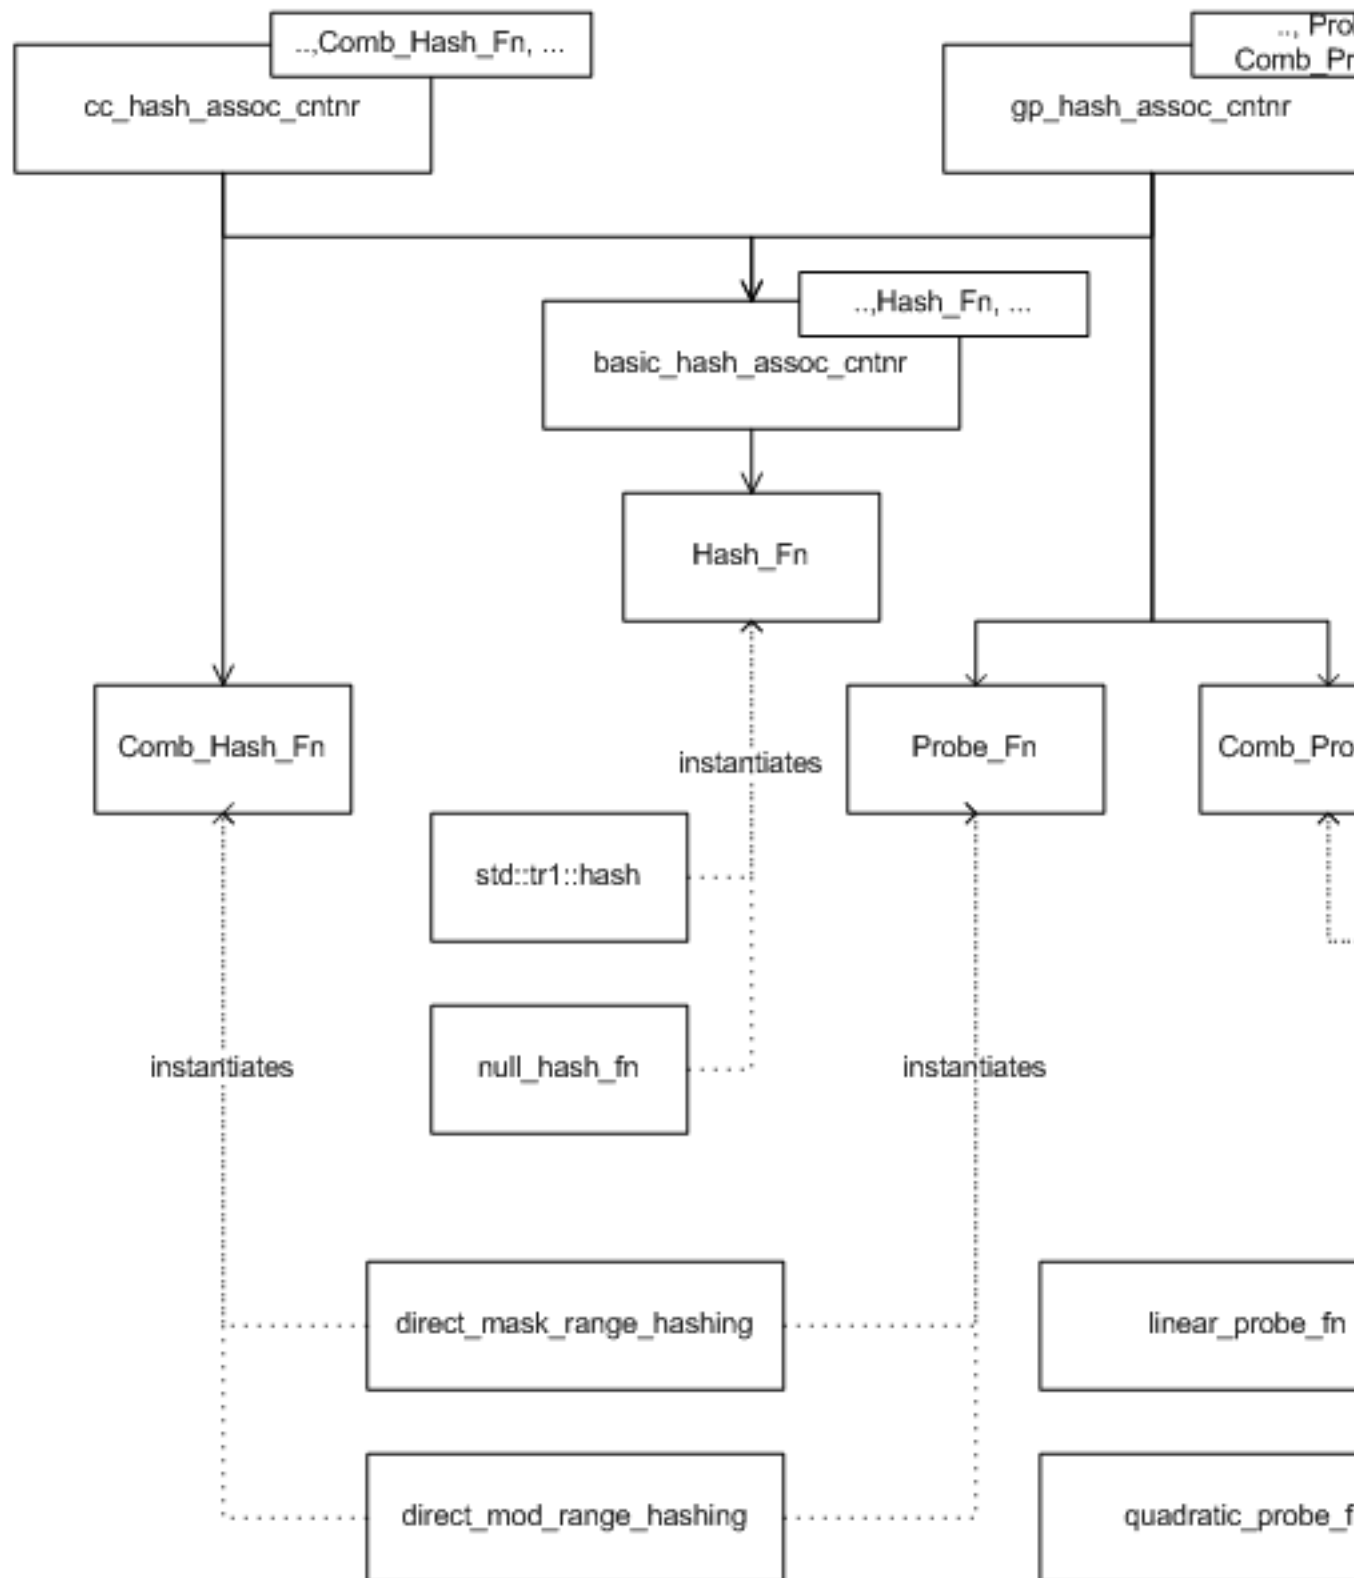 ..,Comb_Hash_Fn, ...
cc_hash_assoc_cntnr
..,
gp_hash_assoc_cntnr
..,Hash_Fn, ...
basic_hash_assoc_cntnr
Hash_Fn
Comb_Hash_Fn
instantiates
Probe_Fn
std::tr1::hash
instantiates
null_hash_fn
instantiates
direct_mask_range_hashing
linear_probe_fn
direct_mod_range_hashing